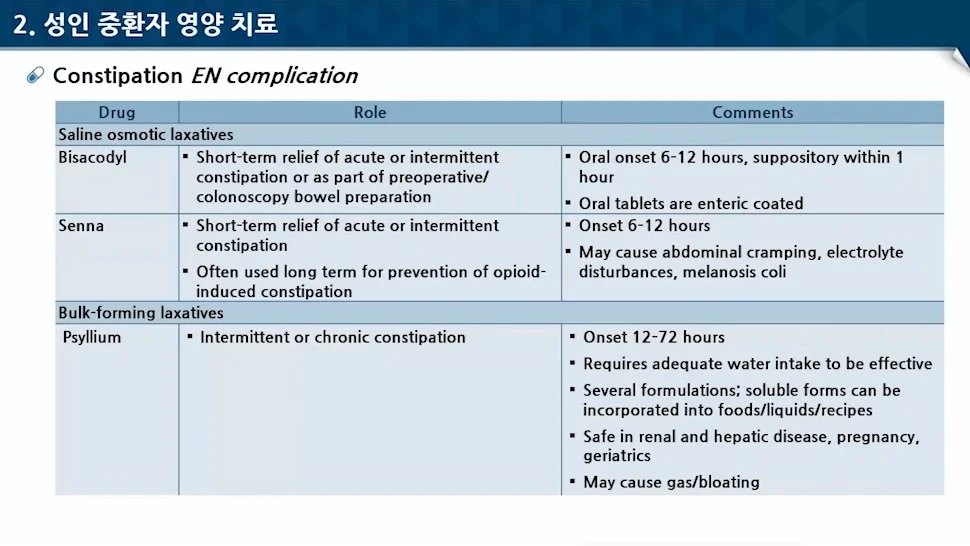 2. 성인 중환자 영양 치료
Constipation EN complication
Drug
Role
Comments
Saline osmotic laxatives
Bisacodyl
▪ Short-term relief of acute or intermittent
constipation or as part of preoperative/
colonoscopy bowel preparation
▪ Oral onset 6-12 hours, suppository within 1
hour
▪ Oral tablets are enteric coated
Senna
▪ Short-term relief of acute or intermittent
constipation
▪ Often used long term for prevention of opioid-
induced constipation
▪ Onset 6-12 hours
▪ May cause abdominal cramping, electrolyte
disturbances, melanosis coli
Bulk-forming laxatives
Psyllium
▪ Intermittent or chronic constipation
▪ Onset 12-72 hours
▪ Requires adequate water intake to be effective
▪ Several formulations; soluble forms can be
incorporated into foods/liquids/recipes
▪ Safe in renal and hepatic disease, pregnancy,
geriatrics
▪ May cause gas/bloating